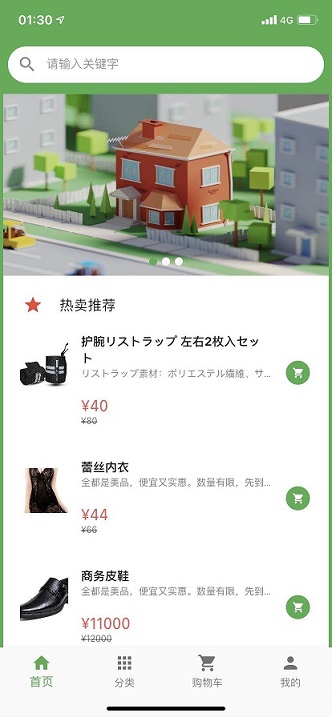 01:30
4G
请输入关键字
热卖推荐
护腕リストラップ 左右2枚入セッ
ト
リストラップ素材：ポリエステル繊維、サ...
¥40
¥80
蕾丝内衣
全都是美品，便宜又实惠。数量有限，先到...
¥44
¥66
商务皮鞋
全都是美品，便宜又实惠。数量有限，先到...
¥11000
¥12000
首页
分类
购物车
我的